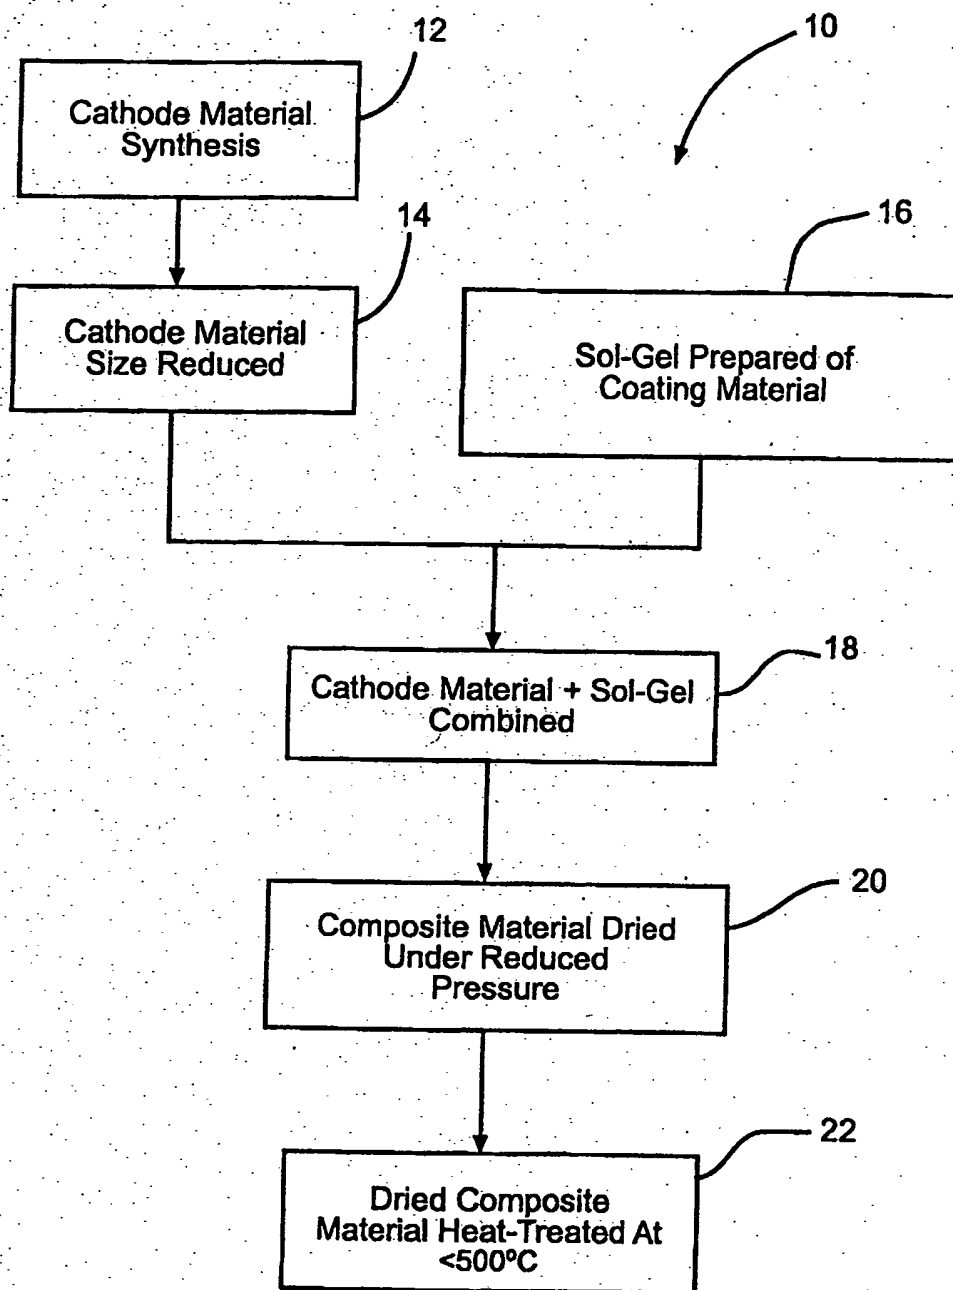 12
10
Cathode Material
Synthesis
14
16
Cathode Material
Size Reduced
Sol-Gel Prepared of
Coating Material
18
Cathode Material + Sol-Gel
Combined
20
Composite Material Dried
Under Reduced
Pressure
22
Dried Composite
Material Heat-Treated At
<500ºC